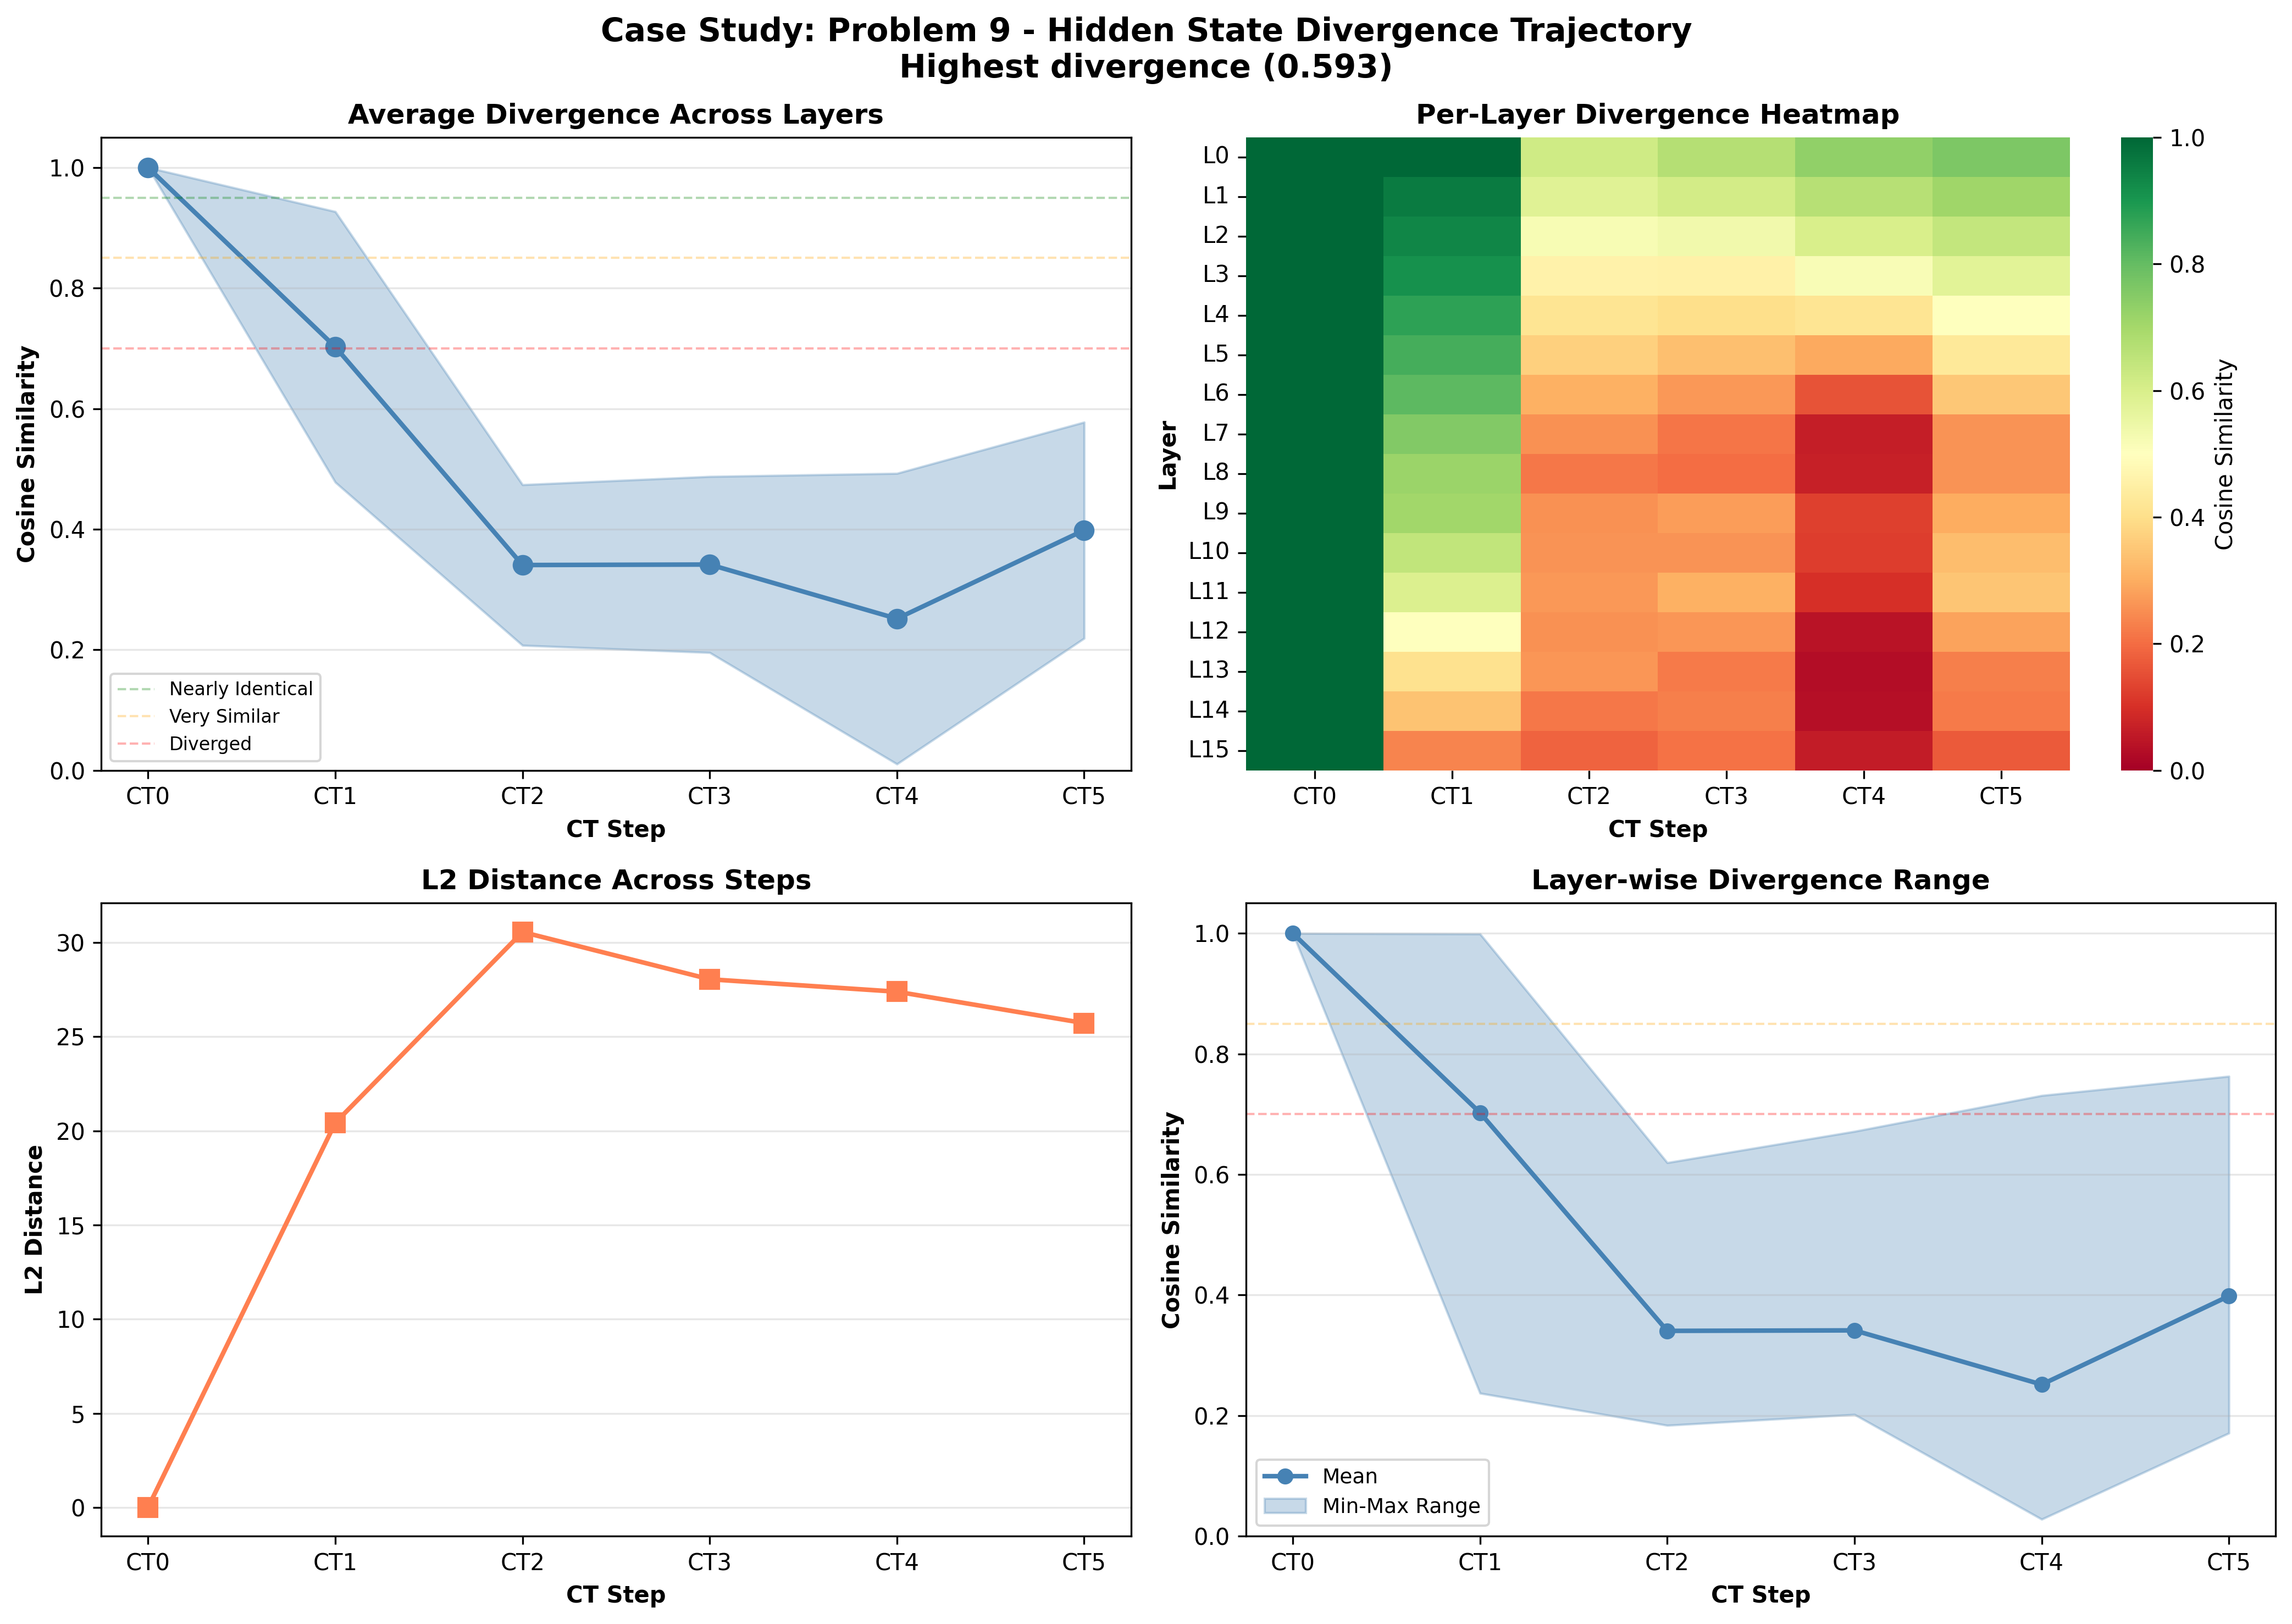 Case Study: Problem 9 - Hidden State Divergence Trajectory
Highest divergence (0.593)
Average Divergence Across Layers
Cosine Similarity
1.0
0.8
0.6
0.4
0.2
0.0
Nearly Identical
Very Similar
Diverged
CT0 CT1 CT2 CT3 CT4 CT5
CT Step
Per-Layer Divergence Heatmap
Layer
L0
L1
L2
L3
L4
L5
L6
L7
L8
L9
L10
L11
L12
L13
L14
L15
CT0 CT1 CT2 CT3 CT4 CT5
CT Step
1.0
0.8
0.6
0.4
0.2
0.0
Cosine Similarity
L2 Distance Across Steps
L2 Distance
30
25
20
15
10
5
0
CT0 CT1 CT2 CT3 CT4 CT5
CT Step
Layer-wise Divergence Range
Cosine Similarity
1.0
0.8
0.6
0.4
0.2
0.0
Mean
Min-Max Range
CT0 CT1 CT2 CT3 CT4 CT5
CT Step